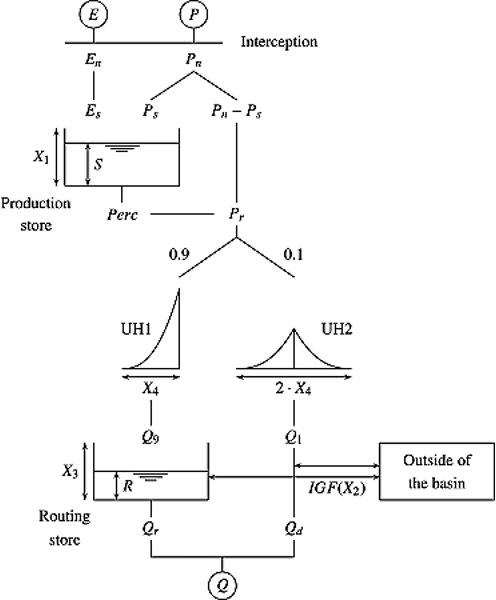 E P
Interception
Eₙ Pₙ
Eₛ Pₛ Pₙ – Pₛ
X₁ S
Production
store
Perc Pᵣ
0.9 0.1
UH1 UH2
X₄ 2 · X₄
Q₉ Q₁
X₃ R
Outside of
the basin
IGF(X₂)
Routing
store
Qᵣ Q_d
Q